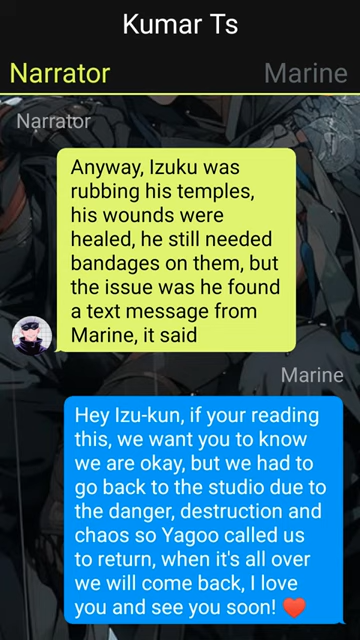 Kumar Ts
Narrator Marine
Narrator
Anyway, Izuku was
rubbing his temples,
his wounds were
healed, he still needed
bandages on them, but
the issue was he found
a text message from
Marine, it said
Marine
Hey Izu-kun, if your reading
this, we want you to know
we are okay, but we had to
go back to the studio due to
the danger, destruction and
chaos so Yagoo called us
to return, when it's all over
we will come back, I love
you and see you soon! ♥️